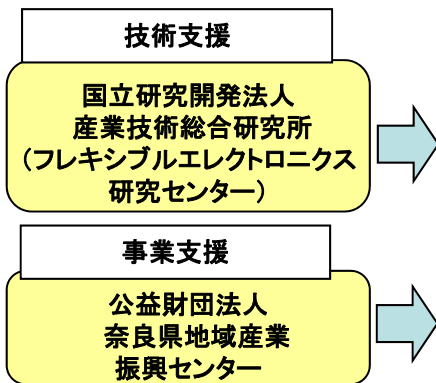 技術支援
国立研究開発法人
産業技術総合研究所
（フレキシブルエレクトロニクス
研究センター）
事業支援
公益財団法人
奈良県地域産業
振興センター